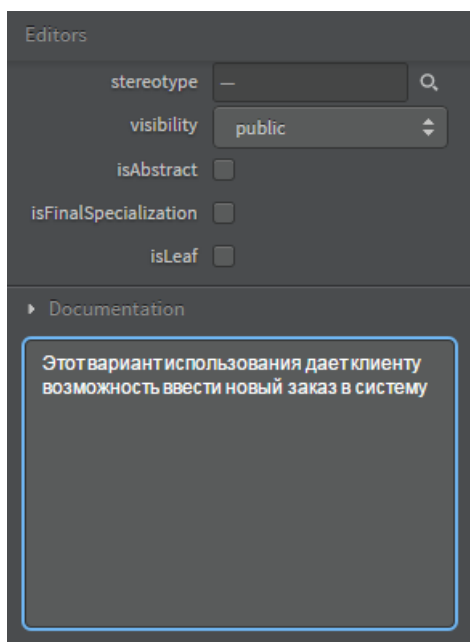 Editors
stereotype —
visibility public
isAbstract
isFinalSpecialization
isLeaf
Documentation
Этот вариант использования дает клиенту
возможность ввести новый заказ в систему